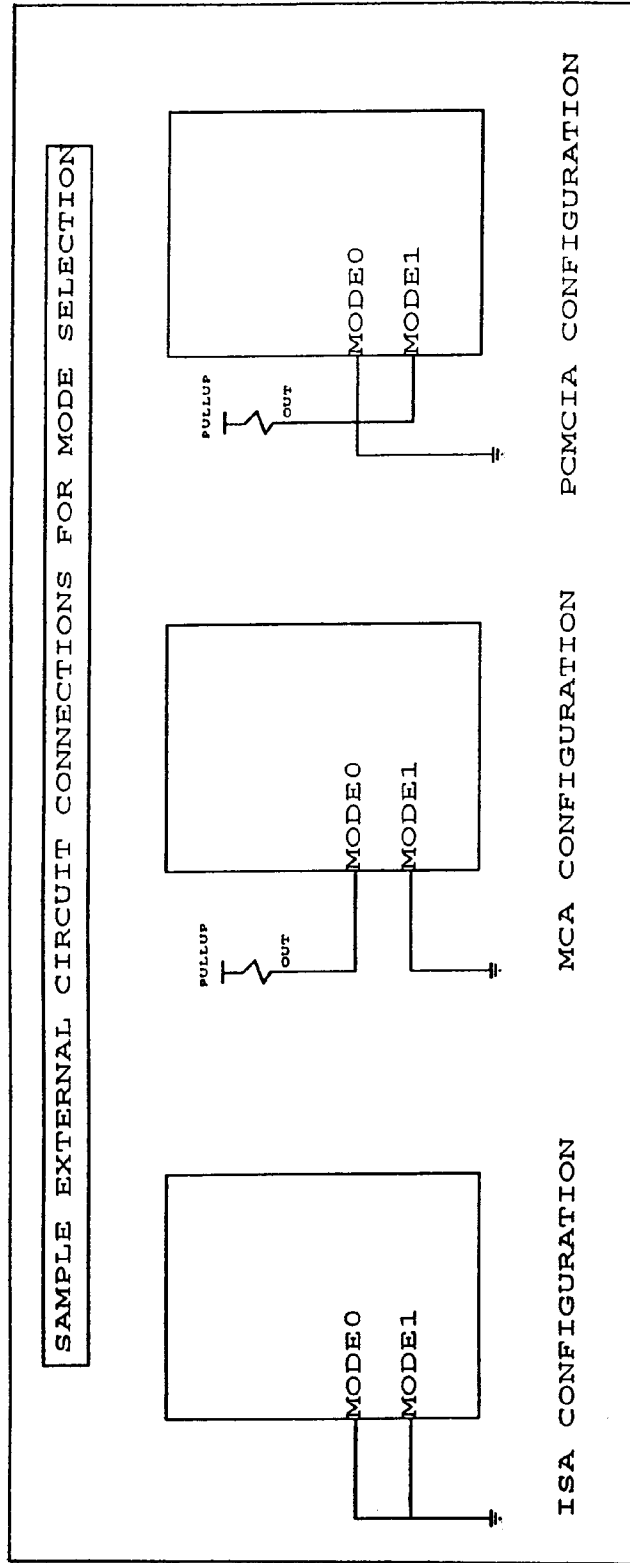 SAMPLE EXTERNAL CIRCUIT CONNECTIONS FOR MODE SELECTION
MODE0
MODE1
ISA CONFIGURATION
PULLUP
OUT
MODE0
MODE1
MCA CONFIGURATION
PULLUP
OUT
MODE0
MODE1
PCMCIA CONFIGURATION